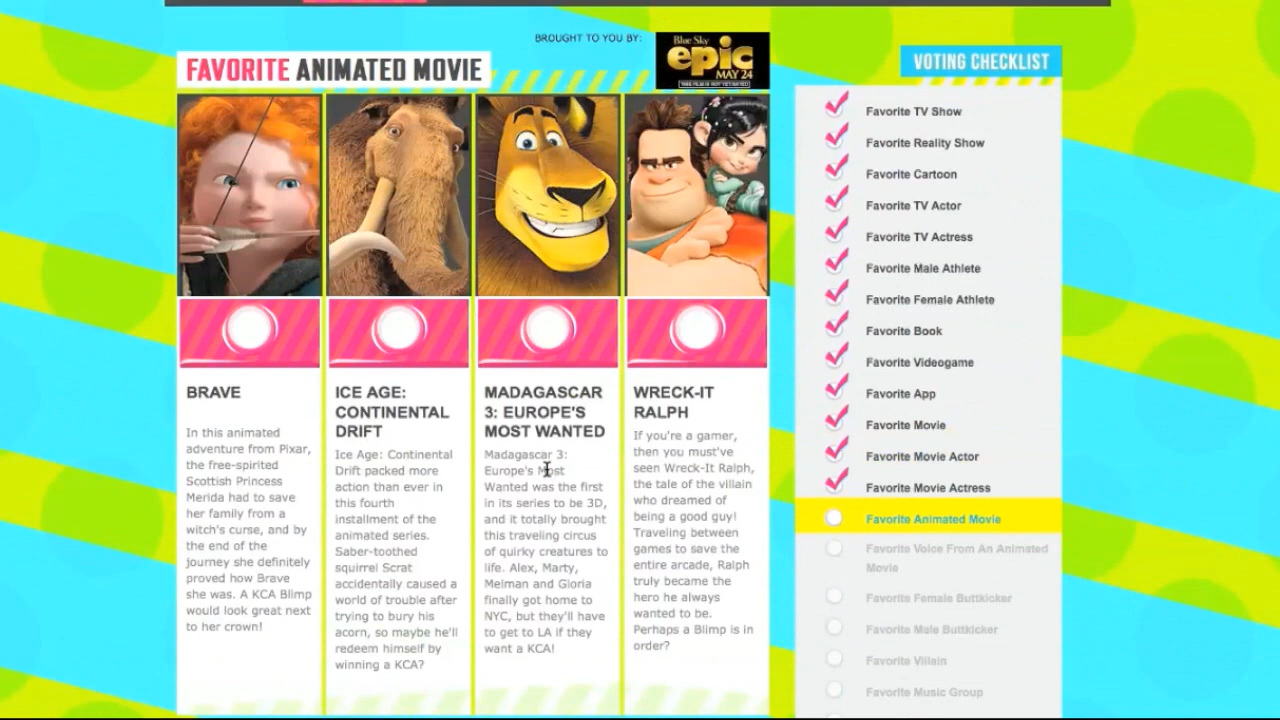 BROUGHT TO YOU BY:
Blue Sky
epic
MAY 24
THIS FILM IS NOT YET RATED
FAVORITE ANIMATED MOVIE
VOTING CHECKLIST
BRAVE
In this animated
adventure from Pixar,
the free-spirited
Scottish Princess
Merida had to save
her family from a
witch's curse, and by
the end of the
journey she definitely
proved how Brave
she was. A KCA Blimp
would look great next
to her crown!
ICE AGE:
CONTINENTAL
DRIFT
Ice Age: Continental
Drift packed more
action than ever in
this fourth
installment of the
animated series.
Saber-toothed
squirrel Scrat
accidentally caused a
world of trouble after
trying to bury his
acorn, so maybe he'll
redeem himself by
winning a KCA?
MADAGASCAR
3: EUROPE'S
MOST WANTED
Madagascar 3:
Europe's Most
Wanted was the first
in its series to be 3D,
and it totally brought
this traveling circus
of quirky creatures to
life. Alex, Marty,
Melman and Gloria
finally got home to
NYC, but they'll have
to get to LA if they
want a KCA!
WRECK-IT
RALPH
If you're a gamer,
then you must've
seen Wreck-It Ralph,
the tale of the villain
who dreamed of
being a good guy!
Traveling between
games to save the
entire arcade, Ralph
truly became the
hero he always
wanted to be.
Perhaps a Blimp is in
order?
Favorite TV Show
Favorite Reality Show
Favorite Cartoon
Favorite TV Actor
Favorite TV Actress
Favorite Male Athlete
Favorite Female Athlete
Favorite Book
Favorite Videogame
Favorite App
Favorite Movie
Favorite Movie Actor
Favorite Movie Actress
Favorite Animated Movie
Favorite Voice From An Animated
Movie
Favorite Female Buttkicker
Favorite Male Buttkicker
Favorite Villain
Favorite Music Group